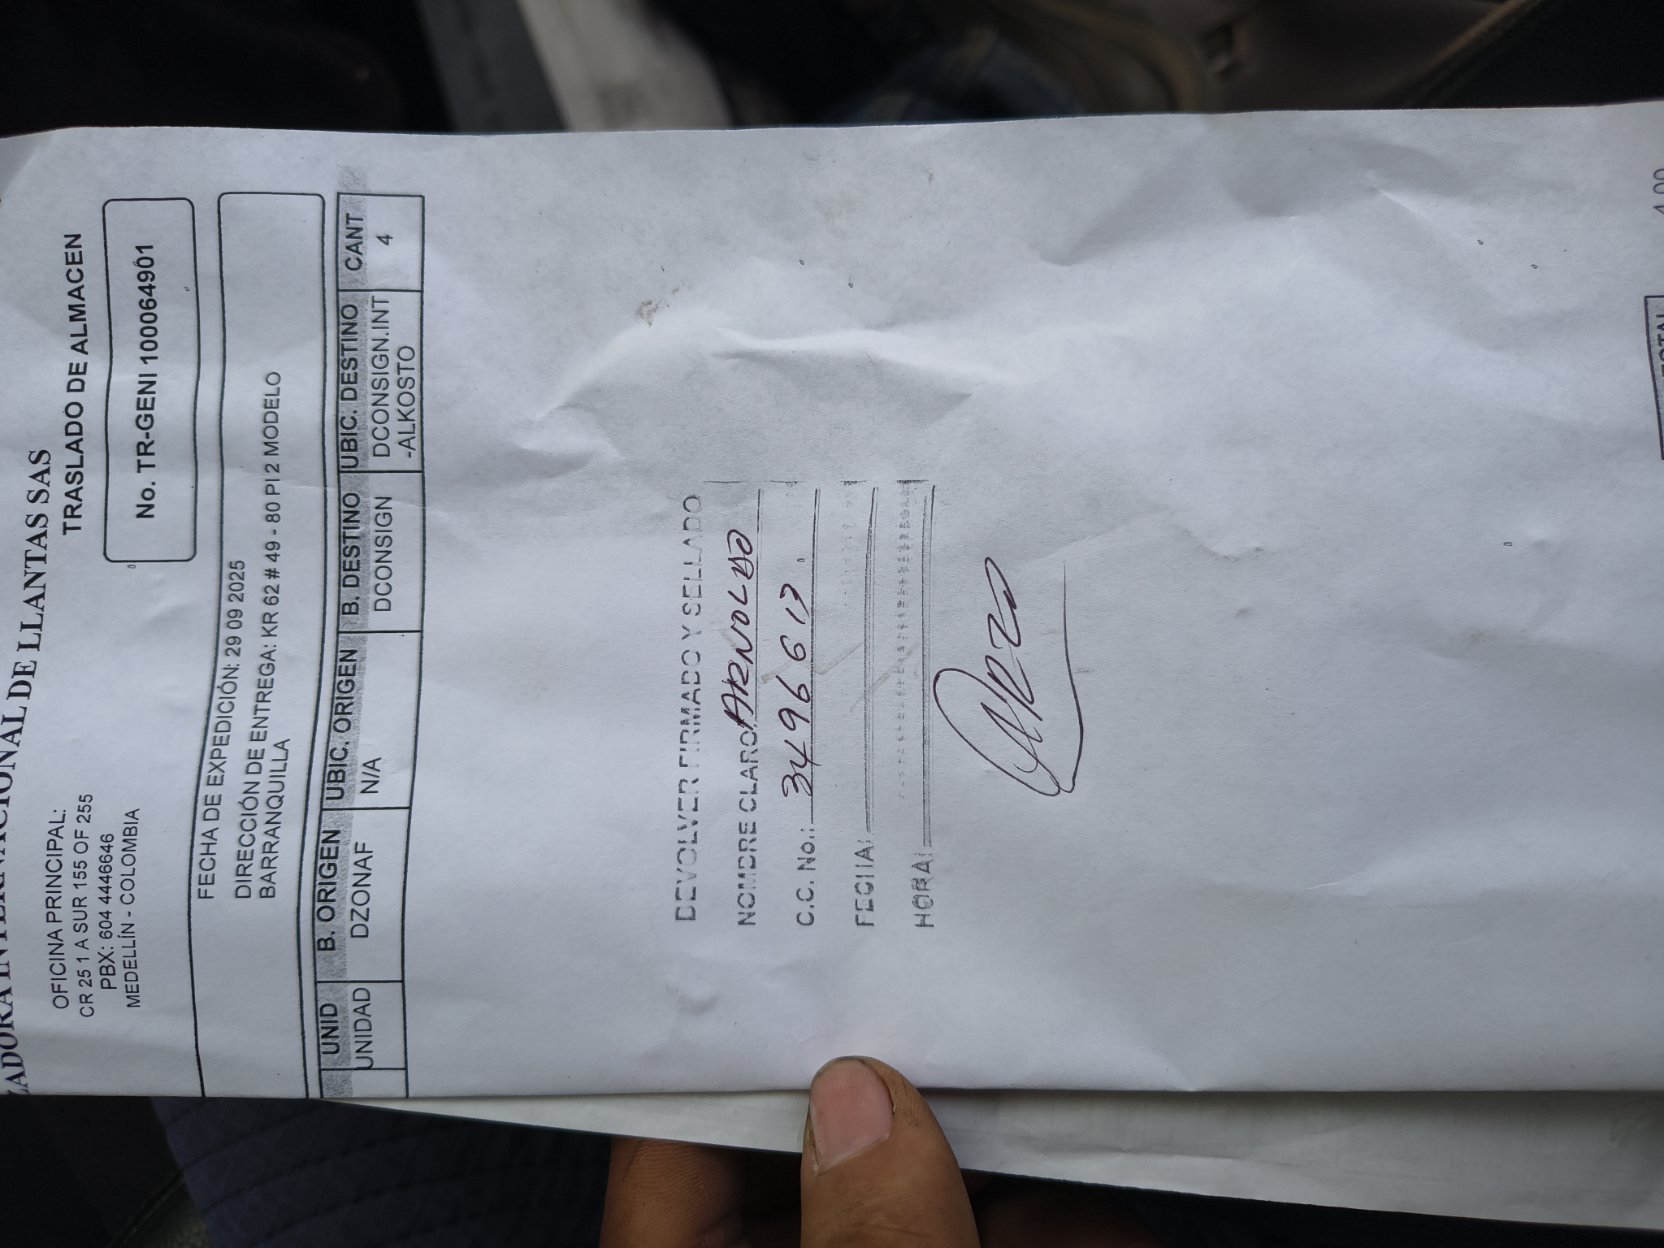 ZADORA INTERNACIONAL DE LLANTAS SAS
OFICINA PRINCIPAL:
CR 25 1 A SUR 155 OF 255
PBX: 604 4446646
MEDELLÍN - COLOMBIA
TRASLADO DE ALMACEN
No. TR-GENI 100064901
FECHA DE EXPEDICIÓN: 29 09 2025
DIRECCIÓN DE ENTREGA: KR 62 # 49 - 80 PI 2 MODELO
BARRANQUILLA
UNID B. ORIGEN UBIC. ORIGEN B. DESTINO UBIC. DESTINO CANT
UNIDAD DZONAF N/A DCONSIGN DCONSIGN.INT 4
-ALKOSTO
DEVOLVER FIRMADO Y SELLADO
NOMBRE CLARO: ARNOLDO
C.C. No.: 3496613
FECHA:
HORA:
TOTAL 4.00